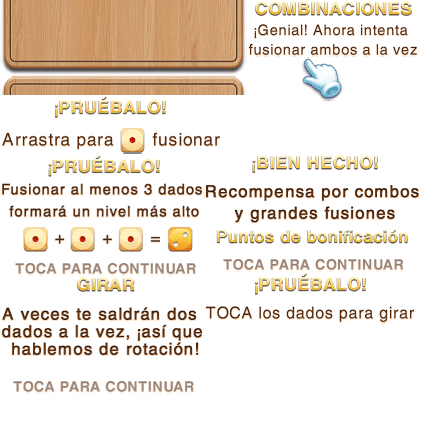 COMBINACIONES
¡Genial! Ahora intenta
fusionar ambos a la vez
¡PRUÉBALO!
Arrastra para fusionar
¡PRUÉBALO!
Fusionar al menos 3 dados
formará un nivel más alto
+ + =
TOCA PARA CONTINUAR
¡BIEN HECHO!
Recompensa por combos
y grandes fusiones
Puntos de bonificación
TOCA PARA CONTINUAR
GIRAR
A veces te saldrán dos
dados a la vez, ¡así que
hablemos de rotación!
TOCA PARA CONTINUAR
¡PRUÉBALO!
TOCA los dados para girar